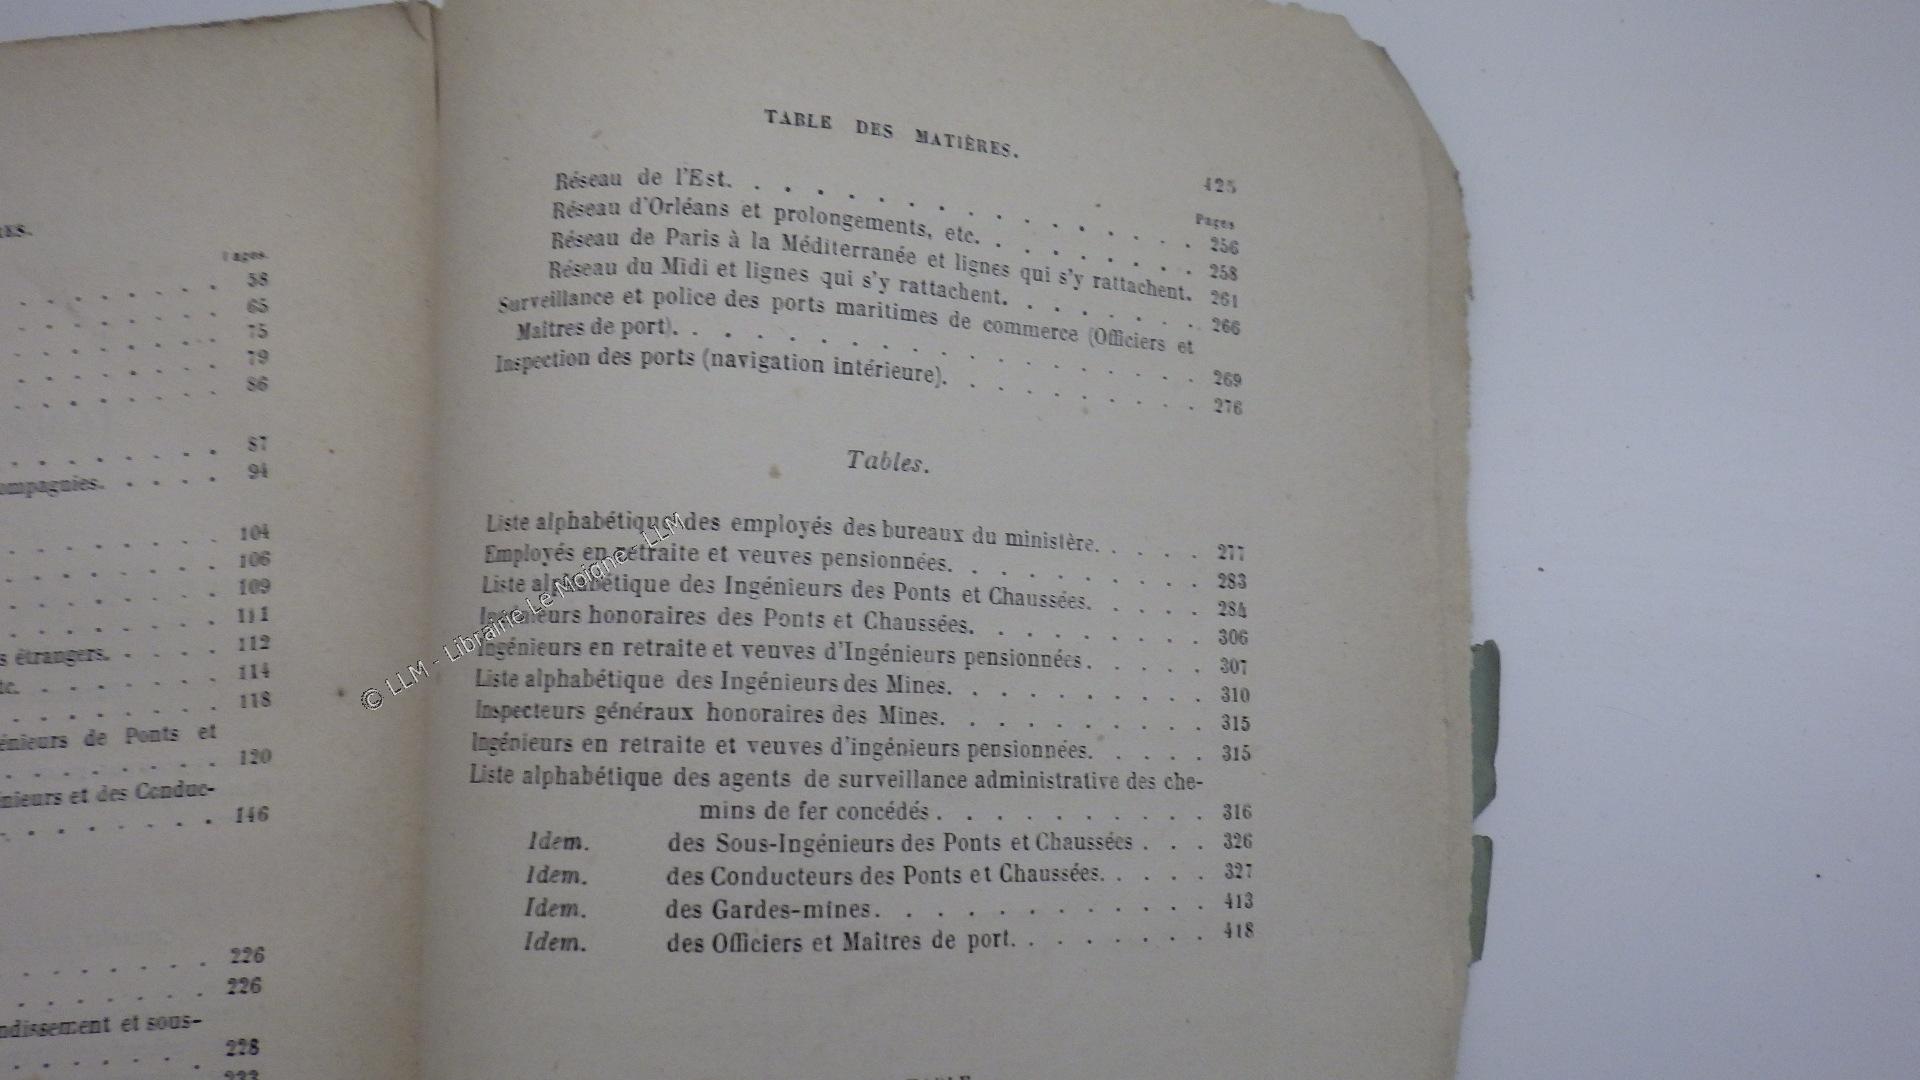 58
65
75
79
86
87
94
ompagnies.
104
106
109
111
112
s étrangers.
114
118
énieurs de Ponts et
120
nieurs et des Conduc-
146
226
226
ndissement et sous-
228
TABLE DES MATIÈRES.
425
Pages
Réseau de l'Est. 256
Réseau d'Orléans et prolongements, etc. 258
Réseau de Paris à la Méditerranée et lignes qui s'y rattachent. 261
Réseau du Midi et lignes qui s'y rattachent. 266
Surveillance et police des ports maritimes de commerce (Officiers et
Maîtres de port). 269
Inspection des ports (navigation intérieure). 276
Tables.
Liste alphabétique des employés des bureaux du ministère. 277
Employés en retraite et veuves pensionnées. 283
Liste alphabétique des Ingénieurs des Ponts et Chaussées. 284
Ingénieurs honoraires des Ponts et Chaussées. 306
Ingénieurs en retraite et veuves d'Ingénieurs pensionnées. 307
Liste alphabétique des Ingénieurs des Mines. 310
Inspecteurs généraux honoraires des Mines. 315
Ingénieurs en retraite et veuves d'ingénieurs pensionnées. 315
Liste alphabétique des agents de surveillance administrative des che-
mins de fer concédés. 316
Idem. des Sous-Ingénieurs des Ponts et Chaussées. 326
Idem. des Conducteurs des Ponts et Chaussées. 327
Idem. des Gardes-mines. 413
Idem. des Officiers et Maîtres de port. 418
© LLM - Librairie Le Moigne - LLM